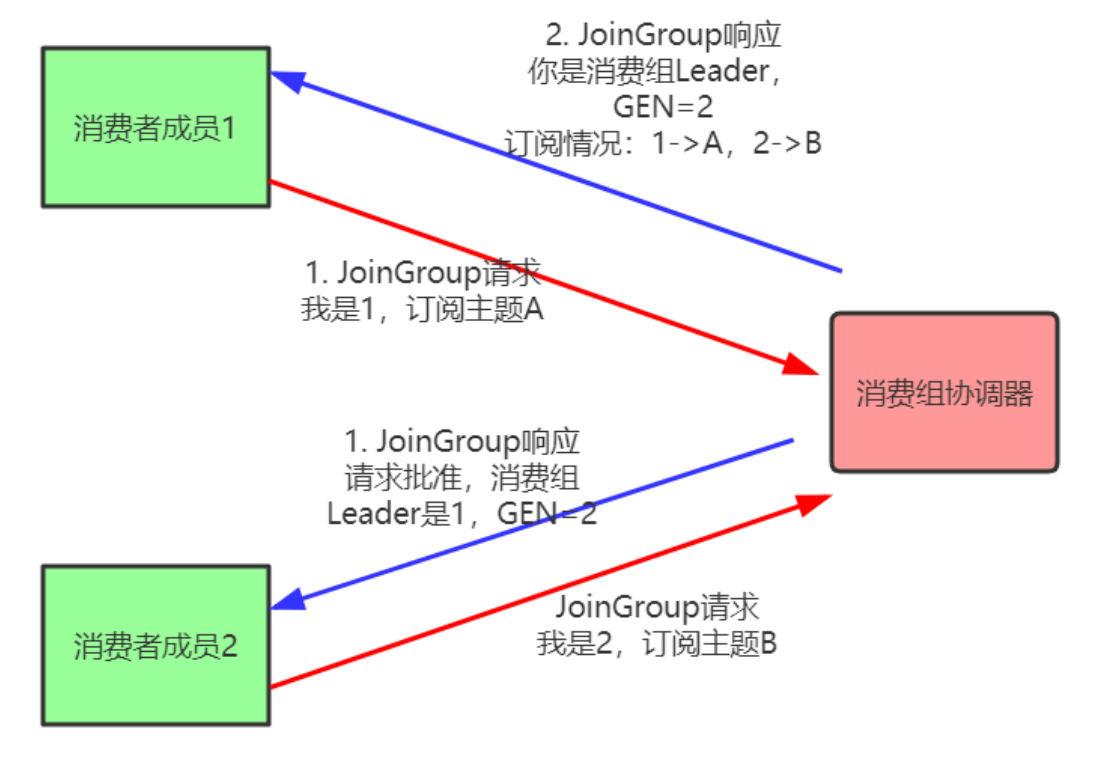 2. JoinGroup响应
你是消费组Leader，
GEN=2
订阅情况：1->A，2->B
消费者成员1
1. JoinGroup请求
我是1，订阅主题A
消费组协调器
1. JoinGroup响应
请求批准，消费组
Leader是1，GEN=2
JoinGroup请求
我是2，订阅主题B
消费者成员2